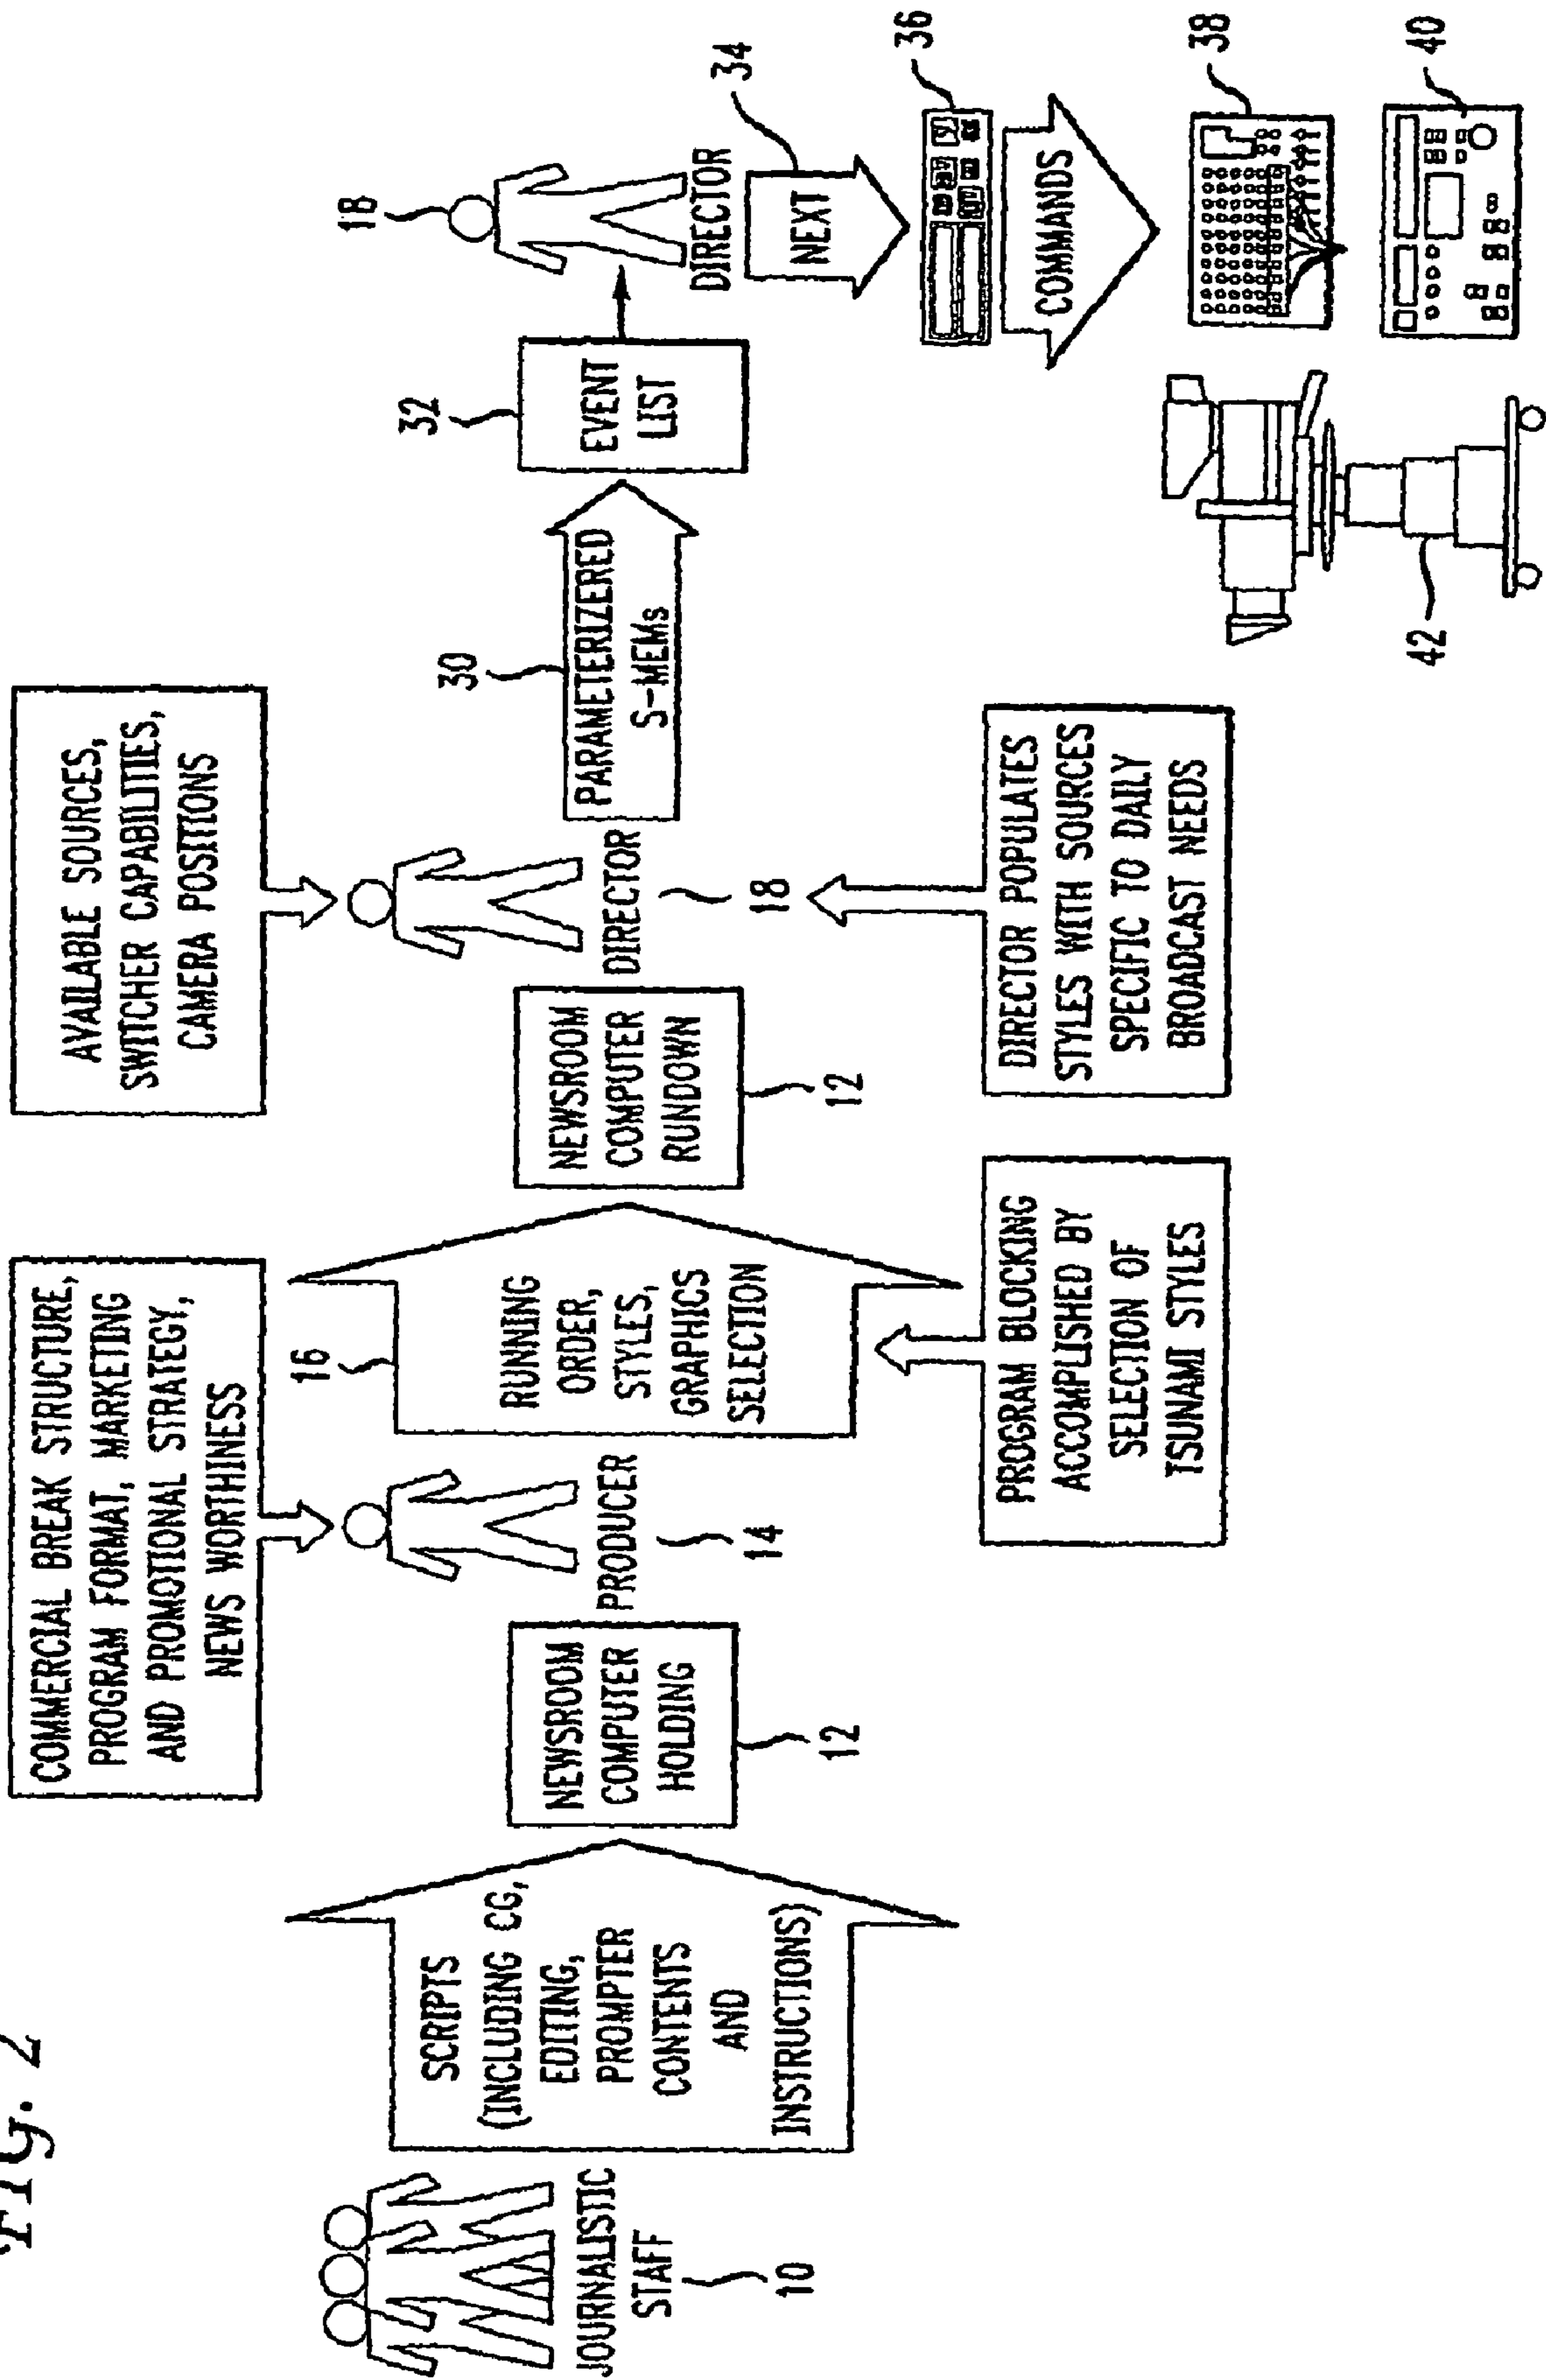 FIG. 2
COMMERCIAL BREAK STRUCTURE,
PROGRAM FORMAT, MARKETING
AND PROMOTIONAL STRATEGY,
NEWS WORTHINESS
AVAILABLE SOURCES,
SWITCHER CAPABILITIES,
CAMERA POSITIONS
JOURNALISTIC
STAFF
10
SCRIPTS
(INCLUDING CG,
EDITING,
PROMPTER
CONTENTS
AND
INSTRUCTIONS)
NEWSROOM
COMPUTER
HOLDING
12
PRODUCER
14
16
RUNNING
ORDER,
STYLES,
GRAPHICS
SELECTION
NEWSROOM
COMPUTER
RUNDOWN
12
DIRECTOR
18
30
PARAMETERIZERED
S-MEMs
32
EVENT
LIST
18
DIRECTOR
NEXT
34
36
COMMANDS
38
40
42
PROGRAM BLOCKING
ACCOMPLISHED BY
SELECTION OF
TSUNAMI STYLES
DIRECTOR POPULATES
STYLES WITH SOURCES
SPECIFIC TO DAILY
BROADCAST NEEDS